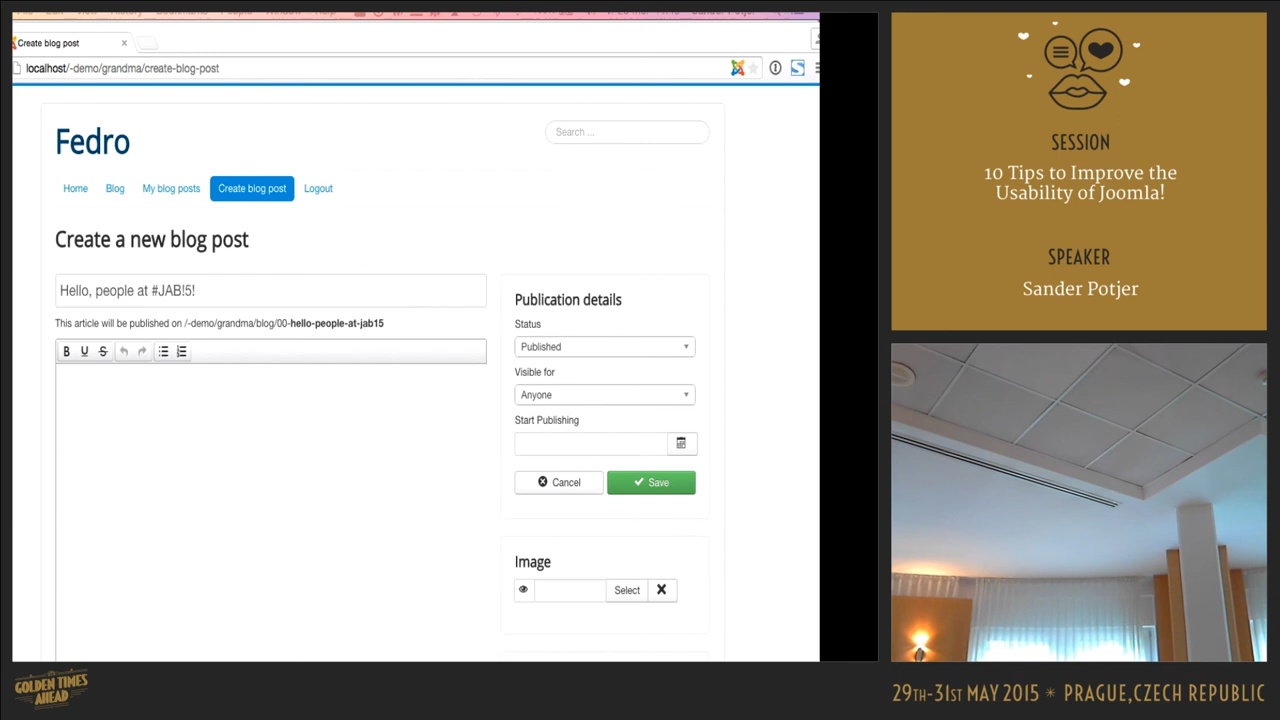 Create blog post
localhost/-demo/grandma/create-blog-post
Fedro
Search ...
Home Blog My blog posts Create blog post Logout
Create a new blog post
Hello, people at #JAB!5!
This article will be published on /-demo/grandma/blog/00-hello-people-at-jab15
B U S
Publication details
Status
Published
Visible for
Anyone
Start Publishing
Cancel Save
Image
Select
SESSION
10 Tips to Improve the
Usability of Joomla!
SPEAKER
Sander Potjer
GOLDEN TIMES
AHEAD
29TH-31ST MAY 2015 * PRAGUE,CZECH REPUBLIC